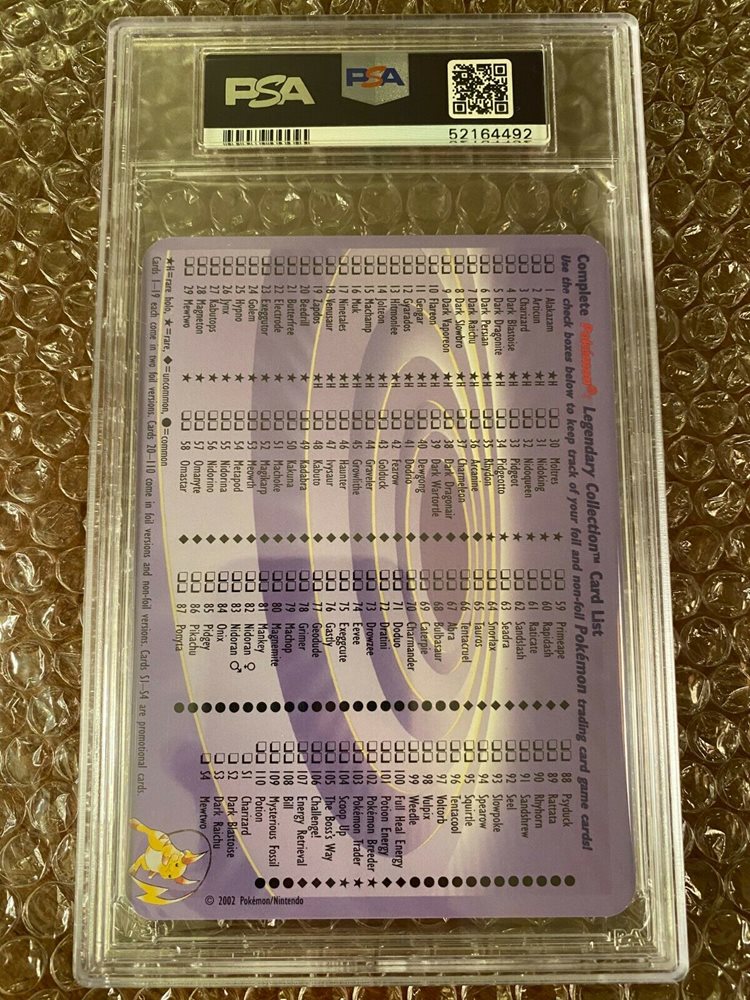 PSA
PSA
52164492
Complete Pokémon®, Legendary Collection™ Card List
Use the check boxes below to keep track of your foil and non-foil Pokémon trading card game cards!
1 Alakazam ★H
2 Articun ★H
3 Charizard ★H
4 Dark Blastoise ★H
5 Dark Dragonite ★H
6 Dark Persian ★H
7 Dark Raichu ★H
8 Dark Slowbro ★H
9 Dark Vaporeon ★H
10 Flareon ★H
11 Gengar ★H
12 Gyarados ★H
13 Hitmonlee ★H
14 Jolteon ★H
15 Machamp ★H
16 Muk ★H
17 Ninetales ★H
18 Venusaur ★H
19 Zapdos ★H
20 Beedrill ★
21 Butterfree ★
22 Electrode ★
23 Exeggutor ★
24 Golem ★
25 Hypno ★
26 Jynx ★
27 Kabutops ★
28 Magneton ★
29 Mewtwo ★
30 Moltres ★
31 Nidoking ★
32 Nidoqueen ★
33 Pidgeot ★
34 Pidgeotto ★
35 Rhydon ★
36 Arcanine ◆
37 Charmeleon ◆
38 Dark Dragonair ◆
39 Dark Wartortle ◆
40 Dewgong ◆
41 Dodrio ◆
42 Fearow ◆
43 Golduck ◆
44 Graveler ◆
45 Growlithe ◆
46 Haunter ◆
47 Ivysaur ◆
48 Kabuto ◆
49 Kadabra ◆
50 Kakuna ◆
51 Machoke ◆
52 Magikarp ◆
53 Meowth ◆
54 Metapod ◆
55 Nidorina ◆
56 Nidorino ◆
57 Omanyte ◆
58 Omastar ◆
59 Primeape ◆
60 Rapidash ◆
61 Raticate ◆
62 Sandslash ◆
63 Seadra ◆
64 Snorlax ◆
65 Tauros ◆
66 Tentacruel ◆
67 Abra ●
68 Bulbasaur ●
69 Caterpie ●
70 Charmander ●
71 Doduo ●
72 Dratini ●
73 Drowzee ●
74 Eevee ●
75 Exeggcute ●
76 Gastly ●
77 Geodude ●
78 Grimer ●
79 Machop ●
80 Magnemite ●
81 Mankey ●
82 Nidoran ♀ ●
83 Nidoran ♂ ●
84 Onix ●
85 Pidgey ●
86 Pikachu ●
87 Ponyta ●
88 Psyduck ●
89 Rattata ●
90 Rhyhorn ●
91 Sandshrew ●
92 Seel ●
93 Slowpoke ●
94 Spearow ●
95 Squirtle ●
96 Tentacool ●
97 Voltorb ●
98 Vulpix ●
99 Weedle ●
100 Full Heal Energy ◆
101 Potion Energy ◆
102 Pokémon Breeder ★
103 Pokémon Trader ★
104 Scoop Up ★
105 The Boss's Way ◆
106 Challenge! ◆
107 Energy Retrieval ◆
108 Bill ●
109 Mysterious Fossil ●
110 Potion ●
S1 Charizard
S2 Dark Blastoise
S3 Dark Raichu
S4 Mewtwo
★H=rare holo, ★=rare, ◆=uncommon, ●=common
Cards 1–19 each come in two foil versions. Cards 20–110 come in foil versions and non-foil versions. Cards S1–S4 are promotional cards.
© 2002 Pokémon/Nintendo